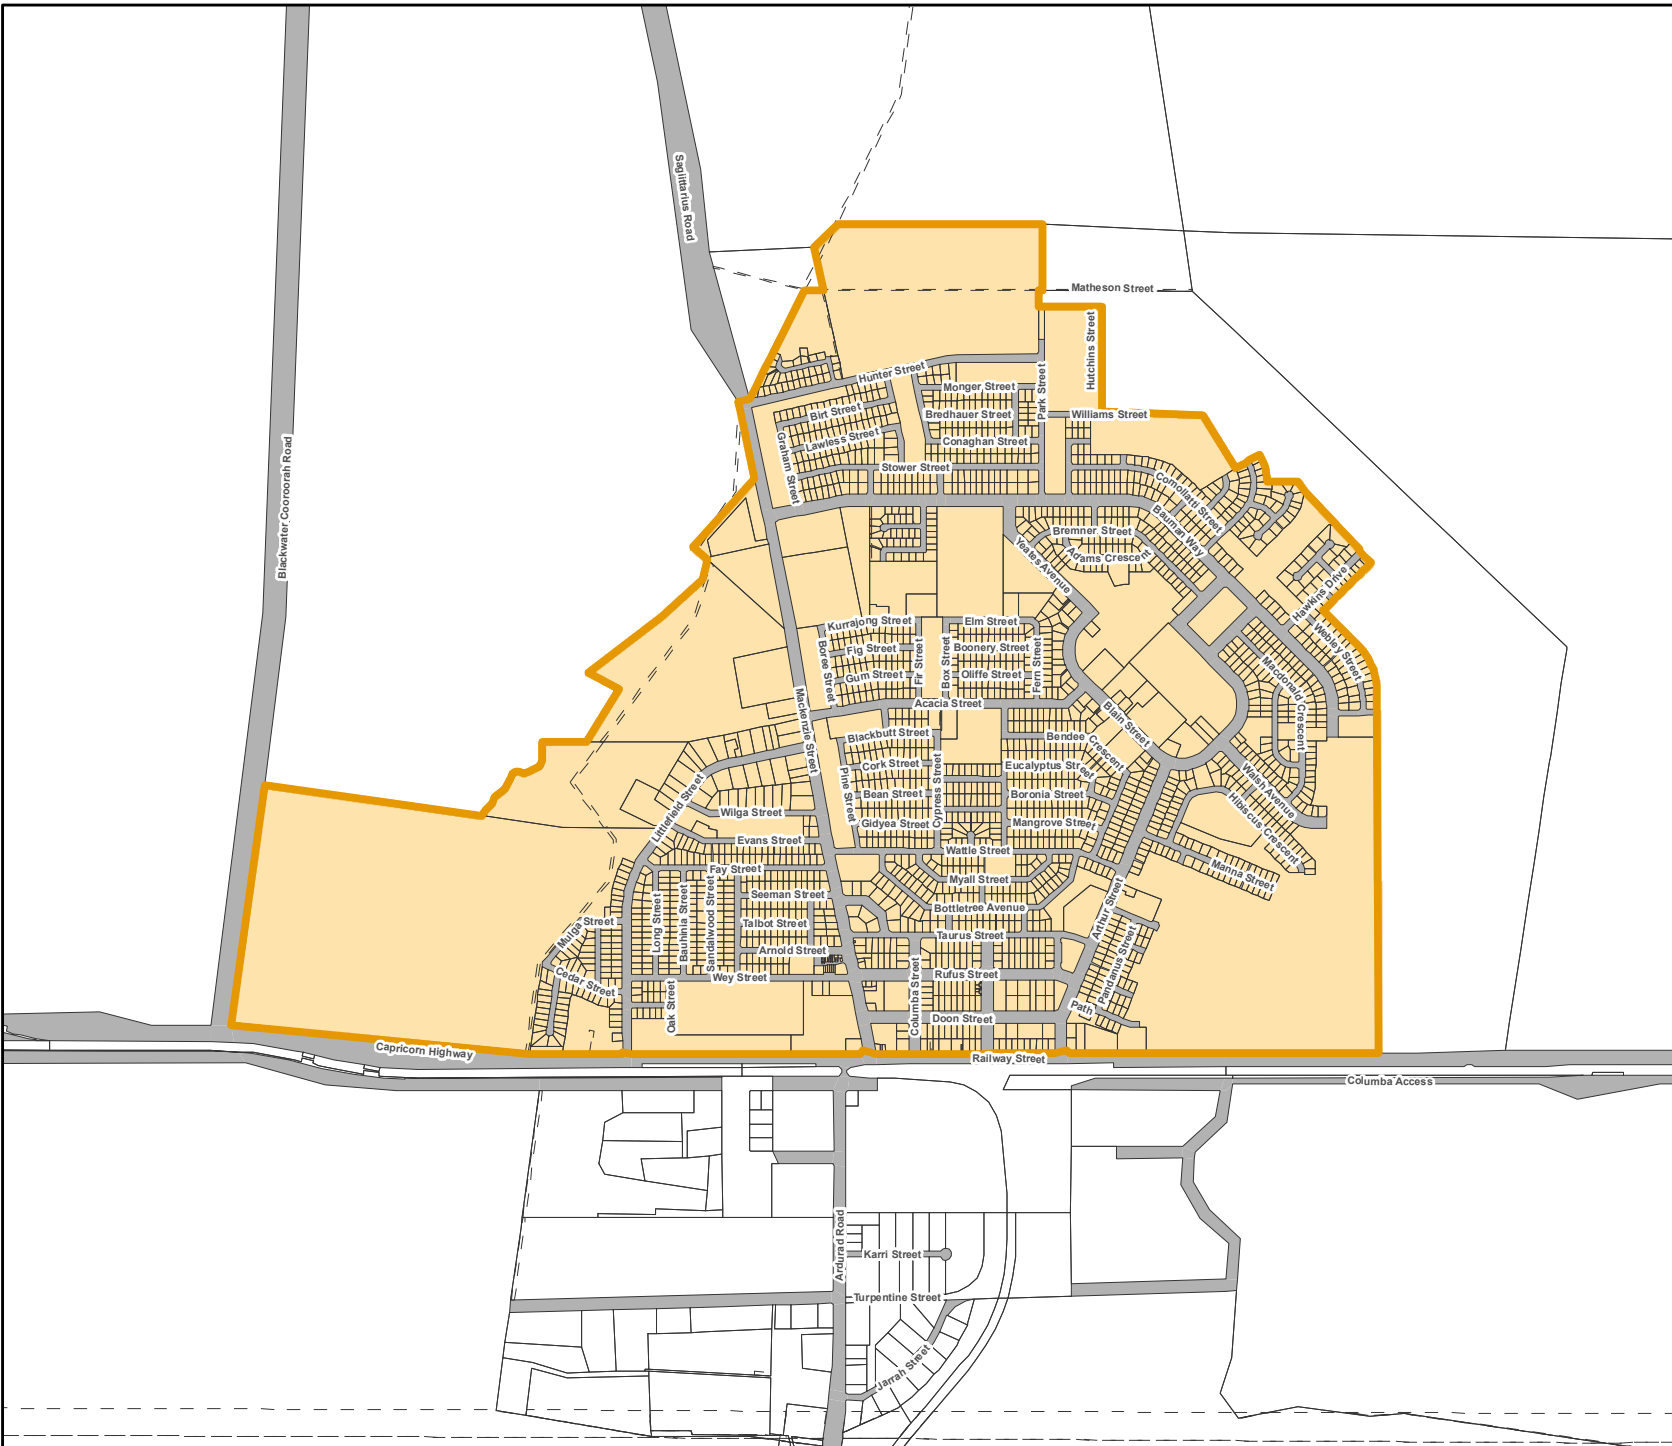 Sagittarius Road
Matheson Street
Hutchins Street
Hunter Street
Park Street
Monger Street
Birt Street
Bredhauer Street
Williams Street
Lawless Street
Graham Street
Conaghan Street
Stower Street
Comollatti Street
Blackwater Cooroorah Road
Bauman Way
Bremner Street
Adams Crescent
Yeates Avenue
Hawkins Drive
Kurrajong Street
Elm Street
Webley Street
Boree Street
Fig Street
Fir Street
Box Street
Boonery Street
Fern Street
Gum Street
Oliffe Street
Macdonald Crescent
Acacia Street
Mackenzie Street
Blain Street
Blackbutt Street
Bendee Crescent
Pine Street
Cork Street
Cypress Street
Eucalyptus Street
Walsh Avenue
Littlefield Street
Bean Street
Boronia Street
Hibiscus Crescent
Wilga Street
Gidyea Street
Mangrove Street
Evans Street
Wattle Street
Fay Street
Myall Street
Manna Street
Seeman Street
Long Street
Bauhinia Street
Sandalwood Street
Bottletree Avenue
Arthur Street
Mulga Street
Talbot Street
Taurus Street
Arnold Street
Pandanus Street
Cedar Street
Wey Street
Columba Street
Rufus Street
Oak Street
Path
Doon Street
Capricorn Highway
Railway Street
Columba Access
Ardurad Road
Karri Street
Turpentine Street
Jarrah Street